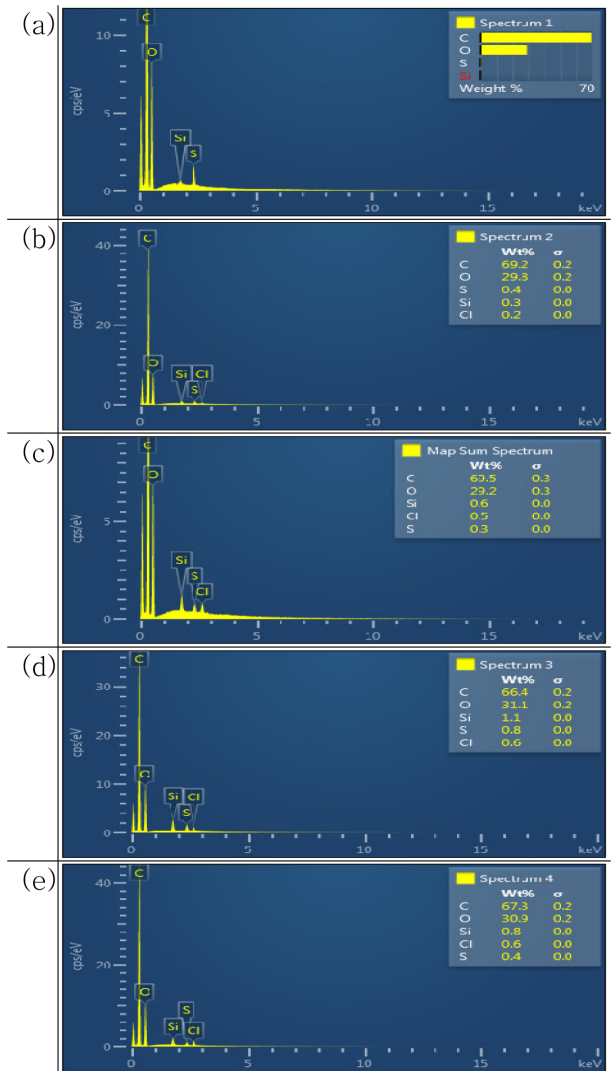 (a)
C
Spectrum 1
C
O
S
Si
Weight % 70
10
O
cps/eV
5
Si
S
0
0 5 10 15 keV
(b)
C
Spectrum 2
Wt% σ
C 69.2 0.2
O 29.8 0.2
S 0.4 0.0
Si 0.3 0.0
Cl 0.2 0.0
40
cps/eV
20
O
Si Cl
S
0
0 5 10 15 keV
(c)
C
Map Sum Spectrum
Wt% σ
C 69.5 0.3
O 29.2 0.3
Si 0.6 0.0
Cl 0.5 0.0
S 0.3 0.0
O
cps/eV
5
Si
S
Cl
0
0 5 10 15 keV
(d)
C
Spectrum 3
Wt% σ
C 66.4 0.2
O 31.1 0.2
Si 1.1 0.0
S 0.8 0.0
Cl 0.6 0.0
30
20
cps/eV
O
10
Si Cl
S
0
0 5 10 15 keV
(e)
C
Spectrum 4
Wt% σ
C 67.3 0.2
O 30.9 0.2
Si 0.8 0.0
Cl 0.6 0.0
S 0.4 0.0
40
cps/eV
20
O
S
Si Cl
0
0 5 10 15 keV